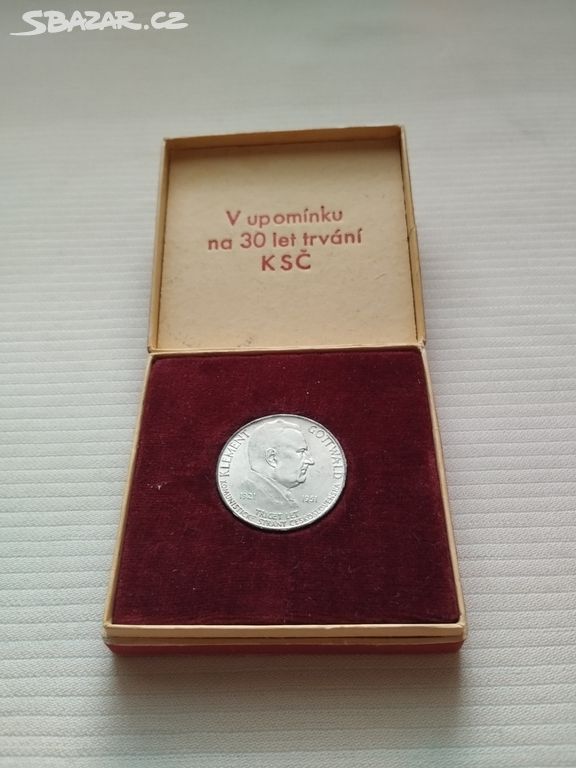 SBAZAR.CZ
V upomínku
na 30 let trvání
KSČ
KLEMENT GOTTWALD
1921 1951
TŘICET LET
KOMUNISTICKÉ STRANY ČESKOSLOVENSKA